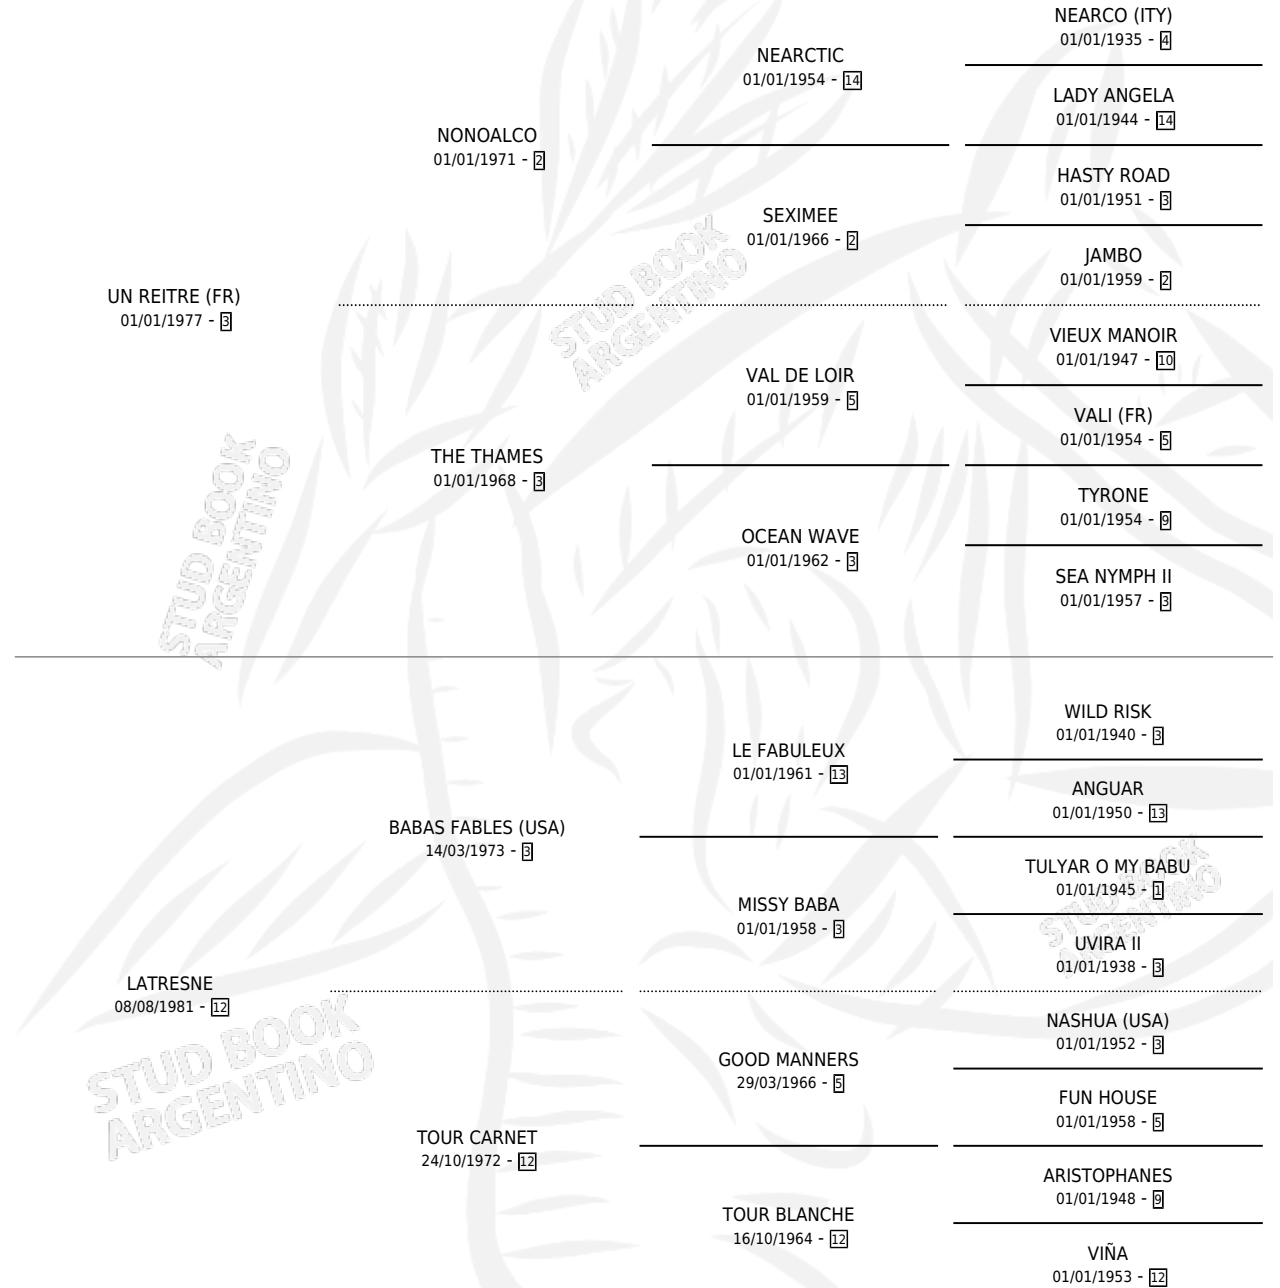 NEARCO (ITY)
01/01/1935 - 4
NEARCTIC
01/01/1954 - 14
LADY ANGELA
01/01/1944 - 14
NONOALCO
01/01/1971 - 2
HASTY ROAD
01/01/1951 - 3
SEXIMEE
01/01/1966 - 2
JAMBO
01/01/1959 - 2
UN REITRE (FR)
01/01/1977 - 3
VIEUX MANOIR
01/01/1947 - 10
VAL DE LOIR
01/01/1959 - 5
VALI (FR)
01/01/1954 - 5
THE THAMES
01/01/1968 - 3
TYRONE
01/01/1954 - 9
OCEAN WAVE
01/01/1962 - 3
SEA NYMPH II
01/01/1957 - 3
WILD RISK
01/01/1940 - 3
LE FABULEUX
01/01/1961 - 13
ANGUAR
01/01/1950 - 13
BABAS FABLES (USA)
14/03/1973 - 3
TULYAR O MY BABU
01/01/1945 - 1
MISSY BABA
01/01/1958 - 3
UVIRA II
01/01/1938 - 3
LATRESNE
08/08/1981 - 12
NASHUA (USA)
01/01/1952 - 3
GOOD MANNERS
29/03/1966 - 5
FUN HOUSE
01/01/1958 - 5
TOUR CARNET
24/10/1972 - 12
ARISTOPHANES
01/01/1948 - 9
TOUR BLANCHE
16/10/1964 - 12
VIÑA
01/01/1953 - 12
STUD BOOK
ARGENTINO
STUD BOOK
ARGENTINO
STUD BOOK
ARGENTINO
STUD BOOK
ARGENTINO